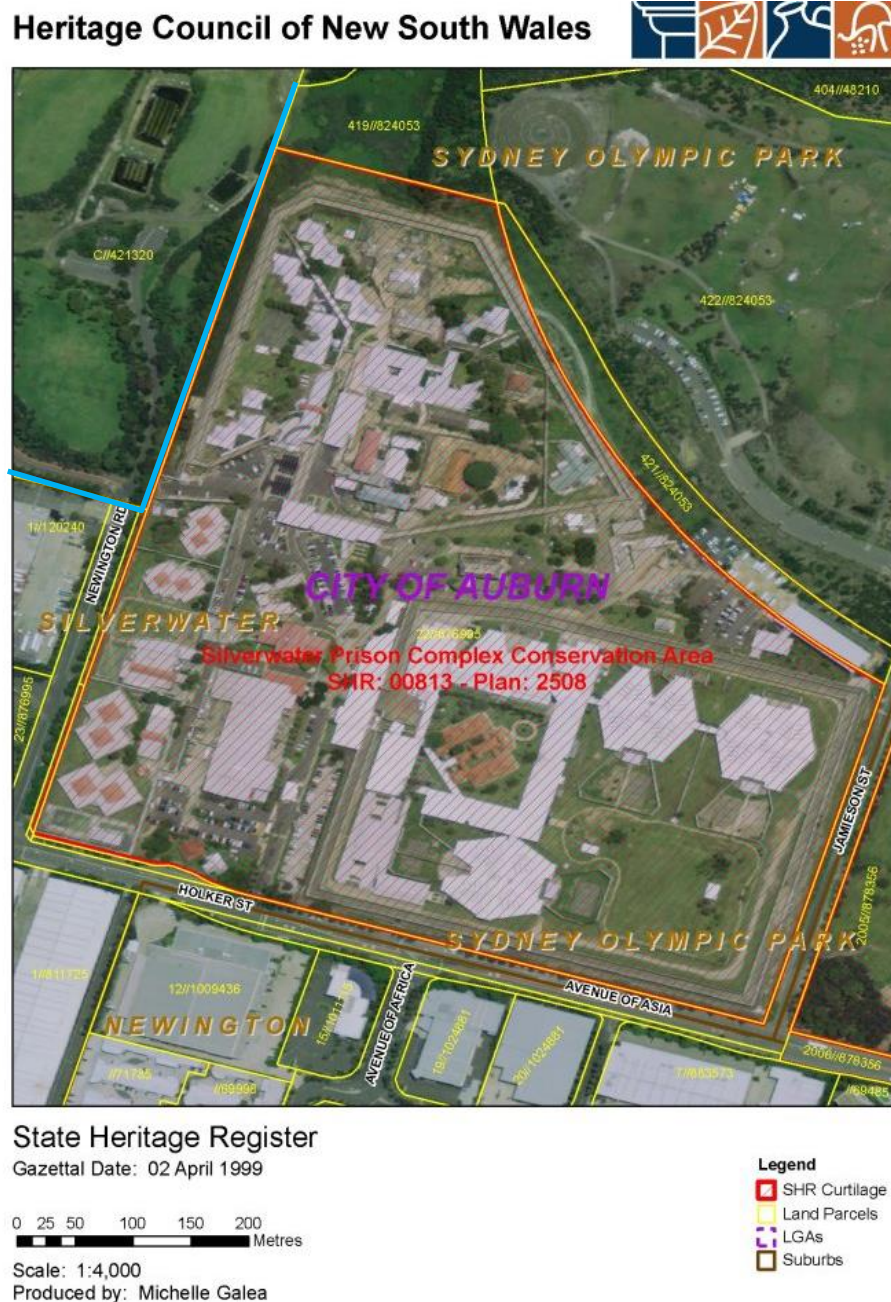 Heritage Council of New South Wales
404//48210
419//824053
SYDNEY OLYMPIC PARK
C//421320
422//824053
421//824053
1//120240
NEWINGTON RD
CITY OF AUBURN
SILVERWATER
22//876995
Silverwater Prison Complex Conservation Area
SHR: 00813 - Plan: 2508
23//876995
JAMIESON ST
HOLKER ST
2005//878356
SYDNEY OLYMPIC PARK
1//811725
12//1009436
AVENUE OF ASIA
NEWINGTON
AVENUE OF AFRICA
19//1024881
20//1024881
2006//878356
//71785
//69998
7//883573
//69485
State Heritage Register
Gazettal Date: 02 April 1999
0 25 50 100 150 200
Metres
Scale: 1:4,000
Produced by: Michelle Galea
Legend
SHR Curtilage
Land Parcels
LGAs
Suburbs